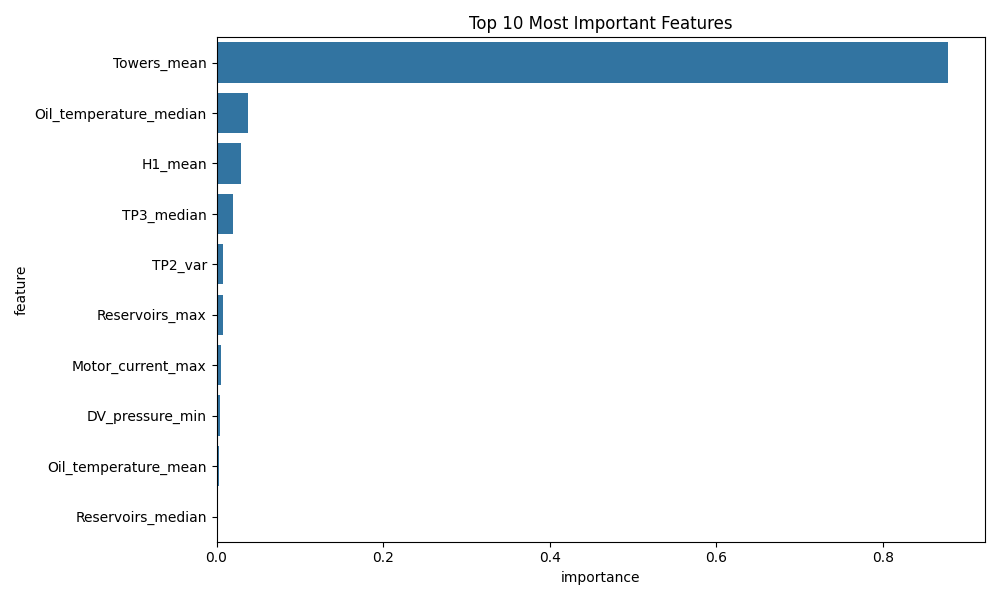 Top 10 Most Important Features
Towers_mean
Oil_temperature_median
H1_mean
TP3_median
TP2_var
Reservoirs_max
Motor_current_max
DV_pressure_min
Oil_temperature_mean
Reservoirs_median
feature
0.0 0.2 0.4 0.6 0.8
importance